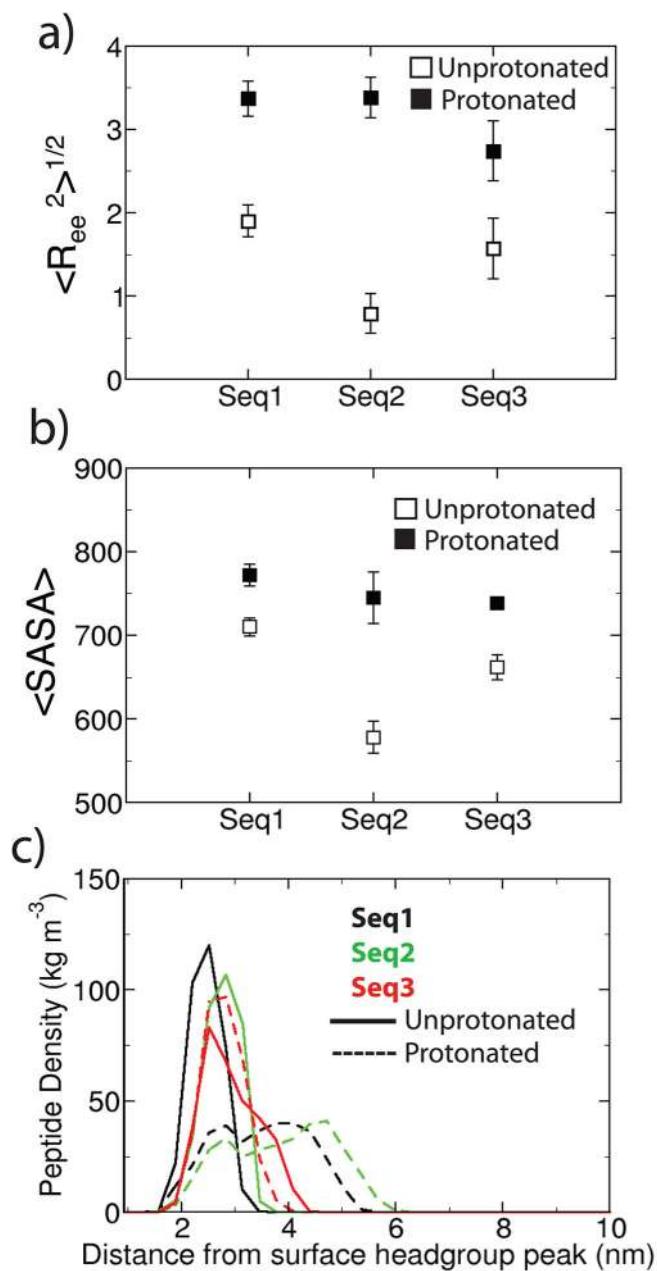 a)
4
3
2
1
0
<R_ee ^2>^1/2
Unprotonated
Protonated
Seq1 Seq2 Seq3
b)
900
800
700
600
500
<SASA>
Unprotonated
Protonated
Seq1 Seq2 Seq3
c)
150
100
50
0
Peptide Density (kg m^-3)
Seq1
Seq2
Seq3
Unprotonated
Protonated
2 4 6 8 10
Distance from surface headgroup peak (nm)